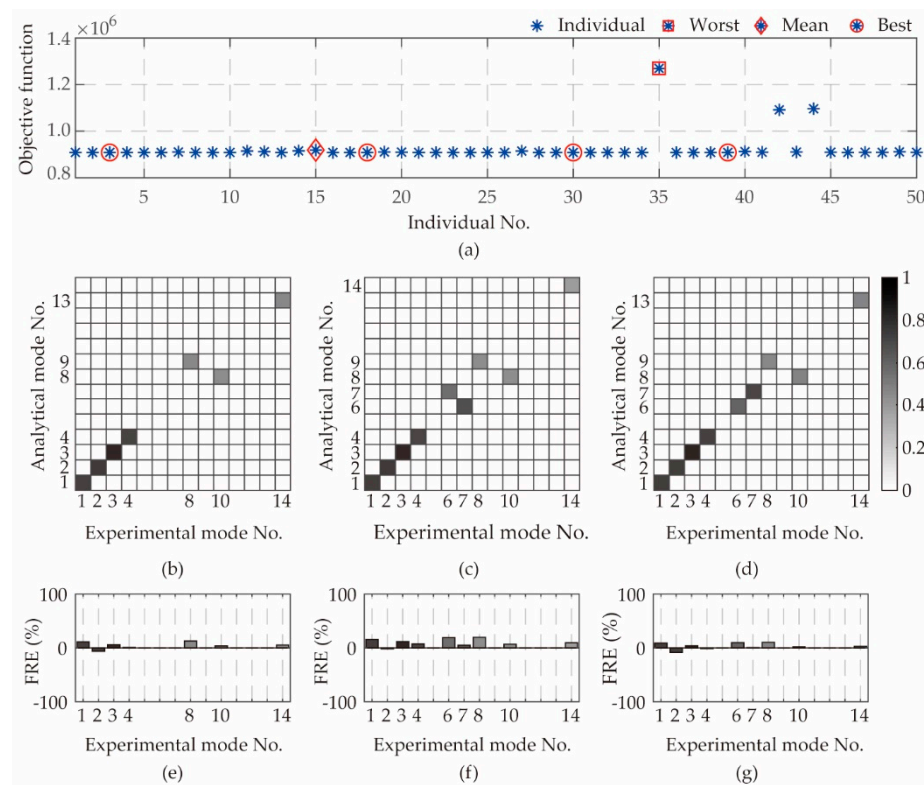 ×10⁶
Individual Worst Mean Best
1.4
1.2
1.0
0.8
Objective function
5 10 15 20 25 30 35 40 45 50
Individual No.
(a)
13
9
8
4
3
2
1
Analytical mode No.
1 2 3 4 8 10 14
Experimental mode No.
(b)
14
9
8
7
6
4
3
2
1
Analytical mode No.
1 2 3 4 6 7 8 10 14
Experimental mode No.
(c)
13
9
8
7
6
4
3
2
1
Analytical mode No.
1 2 3 4 6 7 8 10 14
Experimental mode No.
(d)
1
0.8
0.6
0.4
0.2
0
100
0
-100
FRE (%)
1 2 3 4 8 10 14
Experimental mode No.
(e)
100
0
-100
FRE (%)
1 2 3 4 6 7 8 10 14
Experimental mode No.
(f)
100
0
-100
FRE (%)
1 2 3 4 6 7 8 10 14
Experimental mode No.
(g)